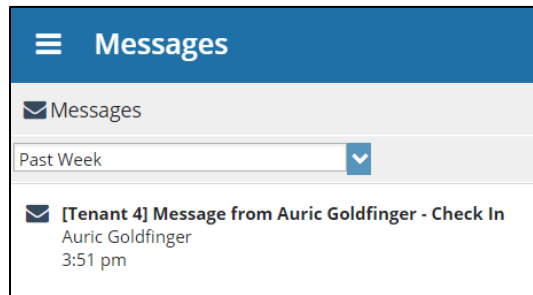 Messages
Messages
Past Week
[Tenant 4] Message from Auric Goldfinger - Check In
Auric Goldfinger
3:51 pm